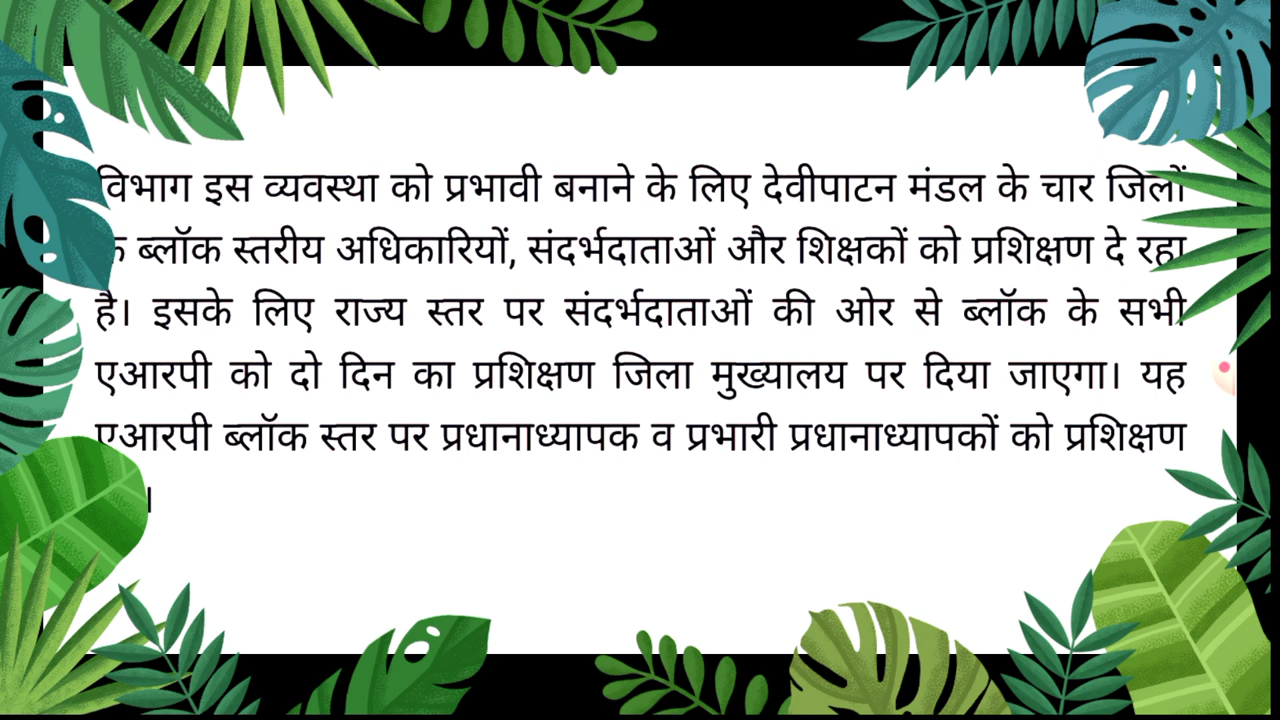 विभाग इस व्यवस्था को प्रभावी बनाने के लिए देवीपाटन मंडल के चार जिलों
के ब्लॉक स्तरीय अधिकारियों, संदर्भदाताओं और शिक्षकों को प्रशिक्षण दे रहा
है। इसके लिए राज्य स्तर पर संदर्भदाताओं की ओर से ब्लॉक के सभी
एआरपी को दो दिन का प्रशिक्षण जिला मुख्यालय पर दिया जाएगा। यह
एआरपी ब्लॉक स्तर पर प्रधानाध्यापक व प्रभारी प्रधानाध्यापकों को प्रशिक्षण
।